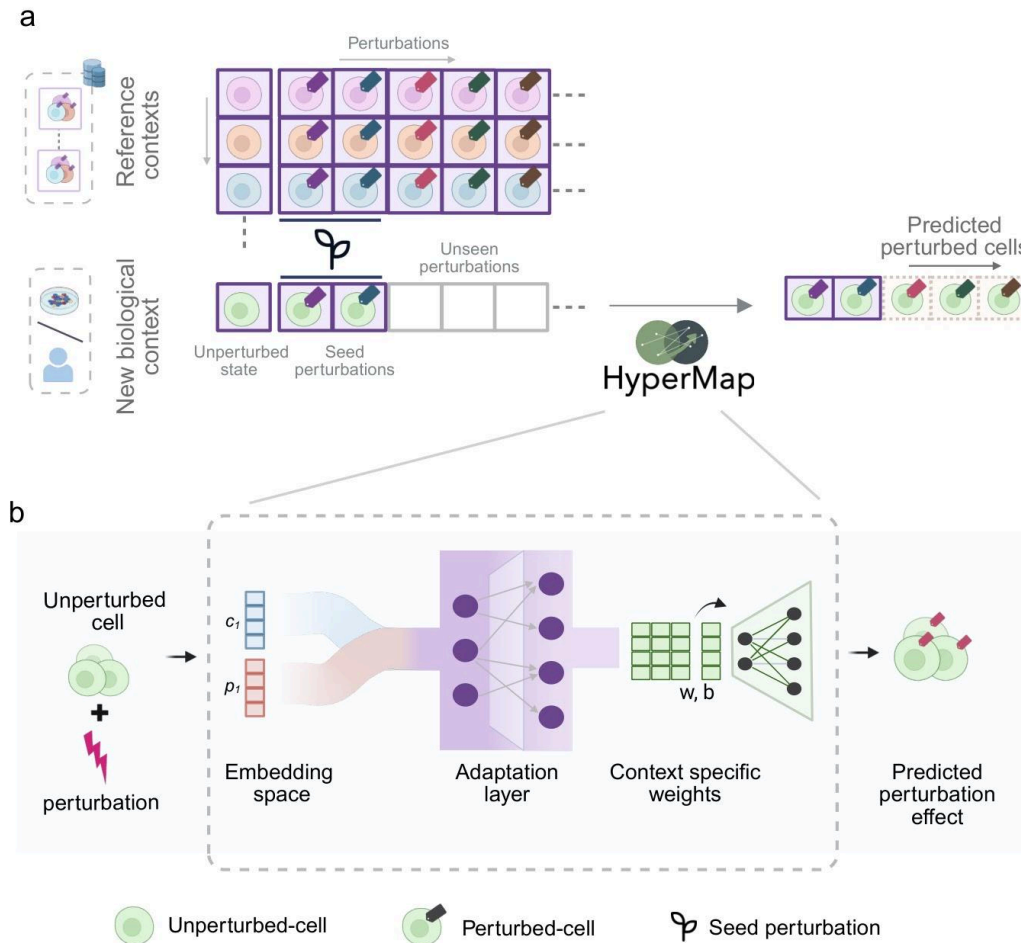 a
Perturbations
Reference
contexts
Unseen
perturbations
Predicted
perturbed cells
New biological
context
Unperturbed
state
Seed
perturbations
HyperMap
b
Unperturbed
cell
+
perturbation
c₁
p₁
w, b
Embedding
space
Adaptation
layer
Context specific
weights
Predicted
perturbation
effect
Unperturbed-cell
Perturbed-cell
Seed perturbation